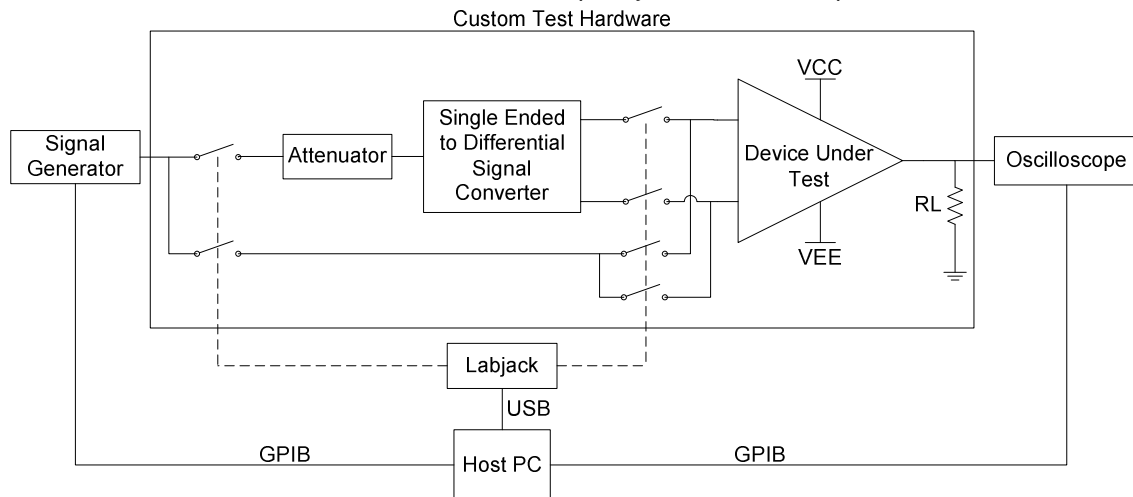 Custom Test Hardware
VCC
Signal
Generator
Attenuator
Single Ended
to Differential
Signal
Converter
Device Under
Test
Oscilloscope
RL
VEE
Labjack
USB
GPIB
Host PC
GPIB